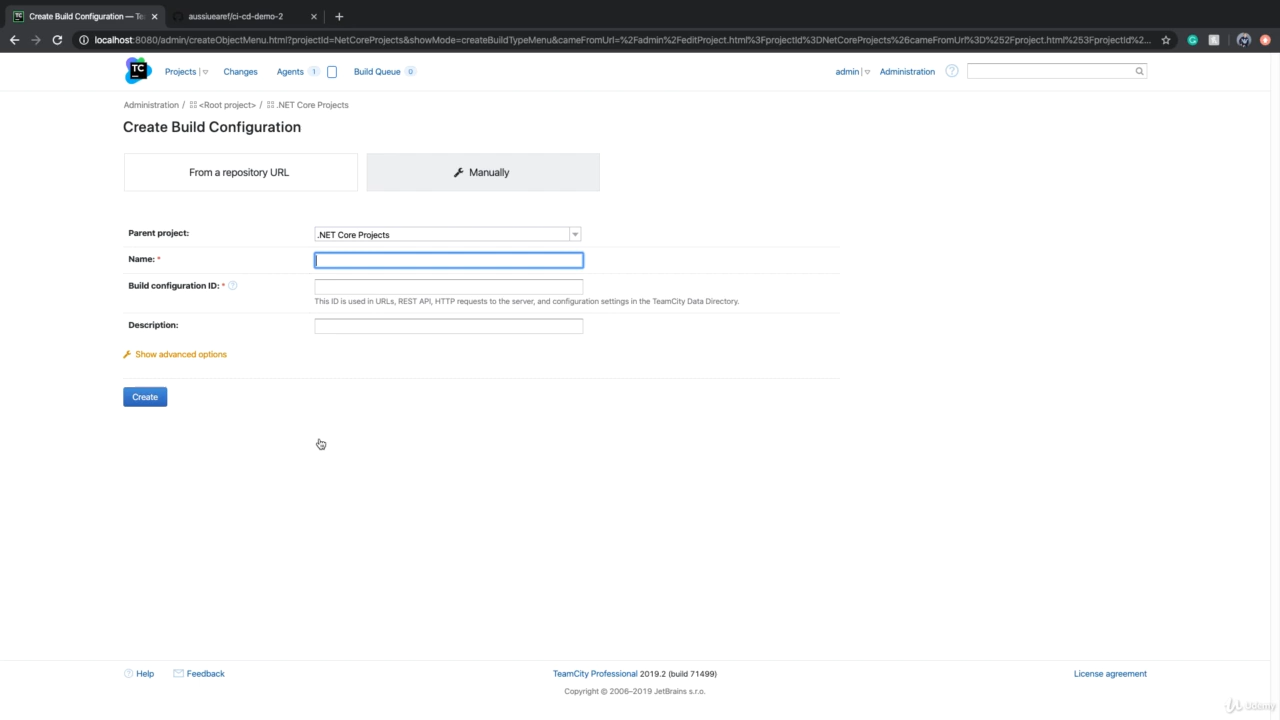 Create Build Configuration — Te
aussiuearef/ci-cd-demo-2
localhost:8080/admin/createObjectMenu.html?projectId=NetCoreProjects&showMode=createBuildTypeMenu&cameFromUrl=%2Fadmin%2FeditProject.html%3FprojectId%3DNetCoreProjects%26cameFromUrl%3D%252Fproject.html%253FprojectId%...
TC
Projects
Changes
Agents 1
Build Queue 0
admin
Administration
Administration / <Root project> / .NET Core Projects
Create Build Configuration
From a repository URL
Manually
Parent project: .NET Core Projects
Name: *
Build configuration ID: *
This ID is used in URLs, REST API, HTTP requests to the server, and configuration settings in the TeamCity Data Directory.
Description:
Show advanced options
Create
Help
Feedback
TeamCity Professional 2019.2 (build 71499)
License agreement
Copyright © 2006–2019 JetBrains s.r.o.
Udemy